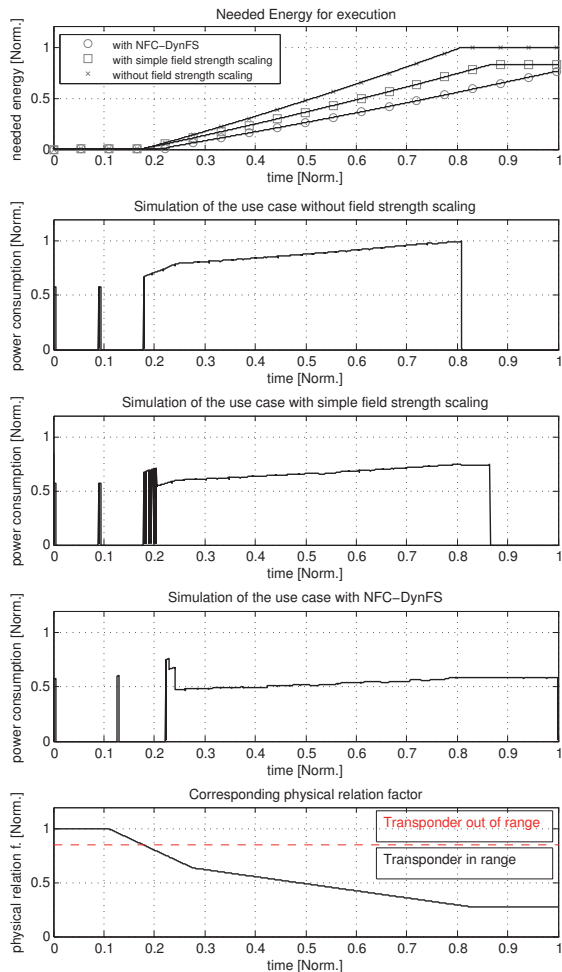 Needed Energy for execution
needed energy [Norm.]
1
0.5
0
with NFC−DynFS
with simple field strength scaling
without field strength scaling
0 0.1 0.2 0.3 0.4 0.5 0.6 0.7 0.8 0.9 1
time [Norm.]
Simulation of the use case without field strength scaling
power consumption [Norm.]
1
0.5
0
0 0.1 0.2 0.3 0.4 0.5 0.6 0.7 0.8 0.9 1
time [Norm.]
Simulation of the use case with simple field strength scaling
power consumption [Norm.]
1
0.5
0
0 0.1 0.2 0.3 0.4 0.5 0.6 0.7 0.8 0.9 1
time [Norm.]
Simulation of the use case with NFC−DynFS
power consumption [Norm.]
1
0.5
0
0 0.1 0.2 0.3 0.4 0.5 0.6 0.7 0.8 0.9 1
time [Norm.]
Corresponding physical relation factor
physical relation f. [Norm.]
1
0.5
0
Transponder out of range
Transponder in range
0 0.1 0.2 0.3 0.4 0.5 0.6 0.7 0.8 0.9 1
time [Norm.]